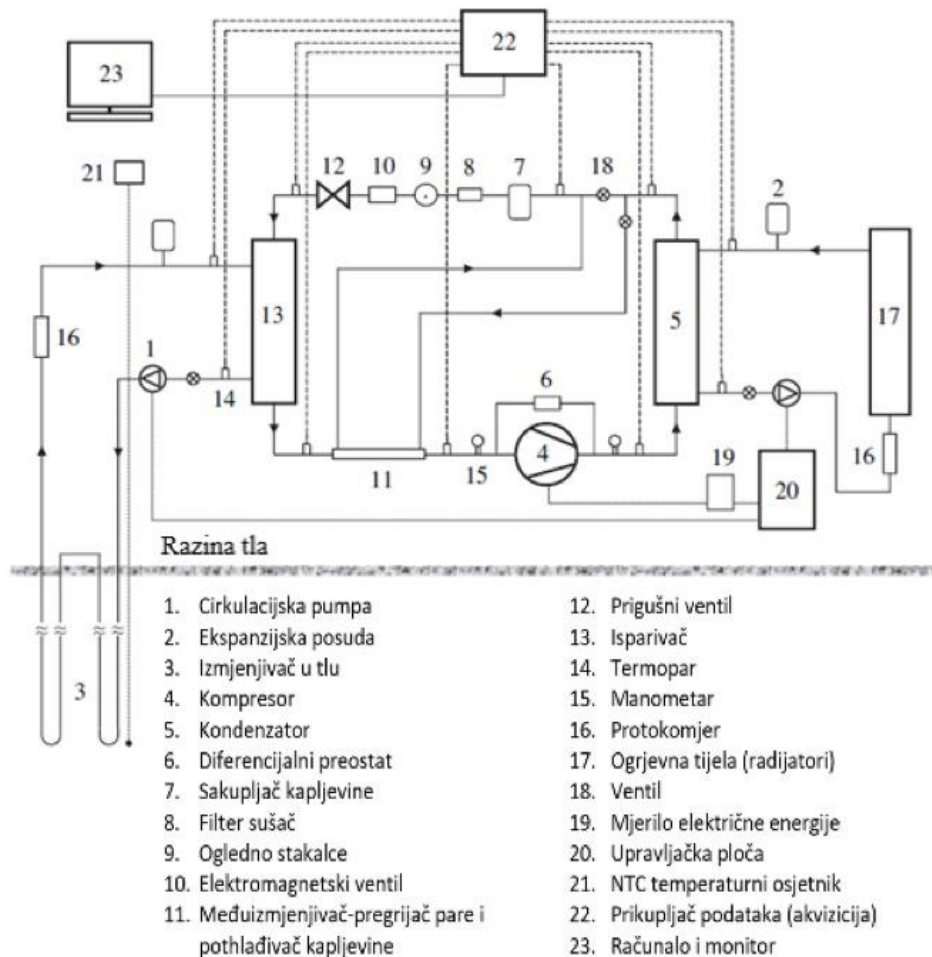 22
23
21
12
10
9
8
7
18
2
13
5
17
16
1
14
6
4
15
11
19
20
16
Razina tla
3
1. Cirkulacijska pumpa
2. Ekspanzijska posuda
3. Izmjenjivač u tlu
4. Kompresor
5. Kondenzator
6. Diferencijalni preostat
7. Sakupljač kapljevine
8. Filter sušač
9. Ogledno stakalce
10. Elektromagnetski ventil
11. Međuizmjenjivač-pregrijač pare i
pothlađivač kapljevine
12. Prigušni ventil
13. Isparivač
14. Termopar
15. Manometar
16. Protokomjer
17. Ogrjevna tijela (radijatori)
18. Ventil
19. Mjerilo električne energije
20. Upravljačka ploča
21. NTC temperaturni osjetnik
22. Prikupljač podataka (akvizicija)
23. Računalo i monitor